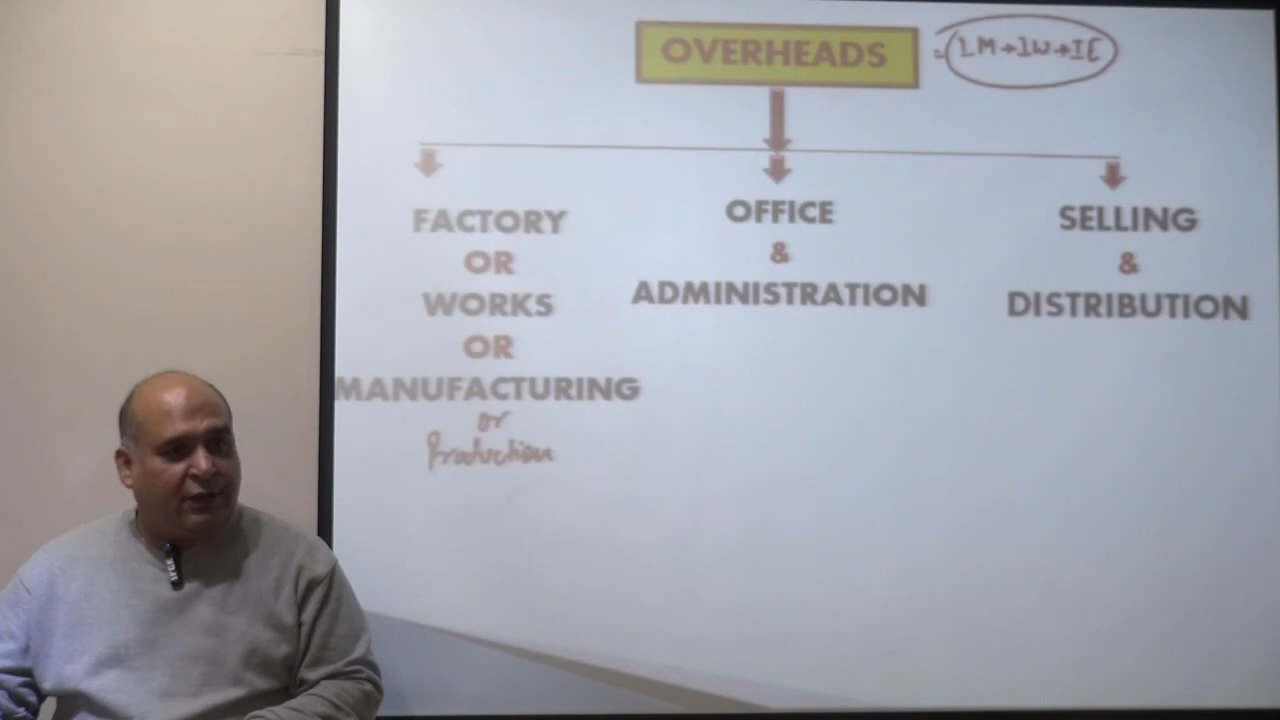 OVERHEADS
= IM+IW+IE
FACTORY
OR
WORKS
OR
MANUFACTURING
or
Production
OFFICE
&
ADMINISTRATION
SELLING
&
DISTRIBUTION